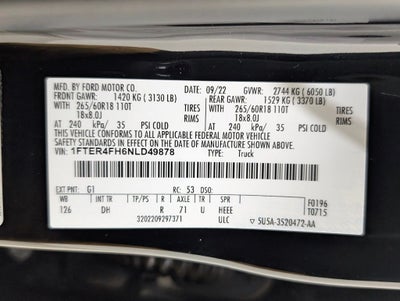 MFD. BY FORD MOTOR CO. 09/22 GVWR: 2744 KG ( 6050 LB)
FRONT GAWR: 1420 KG ( 3130 LB) REAR GAWR: 1529 KG ( 3370 LB)
WITH 265/60R18 110T TIRES WITH 265/60R18 110T TIRES
18x8.0J RIMS 18x8.0J RIMS
AT 240 kPa/ 35 PSI COLD AT 240 kPa/ 35 PSI COLD
THIS VEHICLE CONFORMS TO ALL APPLICABLE FEDERAL MOTOR VEHICLE
SAFETY STANDARDS IN EFFECT ON THE DATE OF MANUFACTURE SHOWN ABOVE.
VIN: 1FTER4FH6NLD49878 TYPE: Truck
EXT PNT: G1 RC: 53 DSO:
WB BRK INT TR TP/PS R AXLE TR SPR F0196
126 DH R 71 U HEEE T0715
3202209297371 ULC 5U5A-3520472-AA